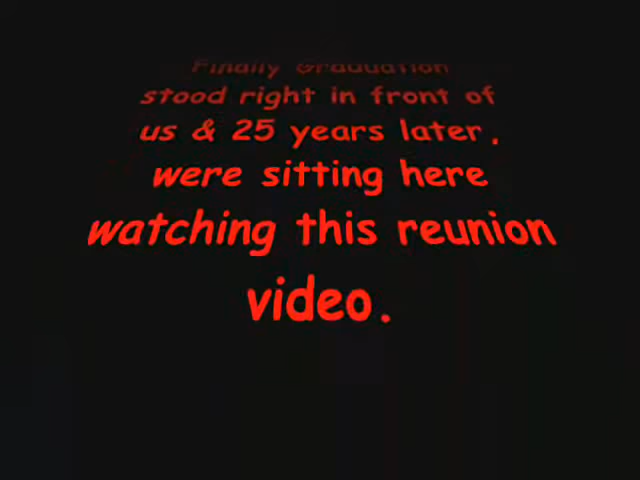 Finally Graduation
stood right in front of
us & 25 years later,
were sitting here
watching this reunion
video.